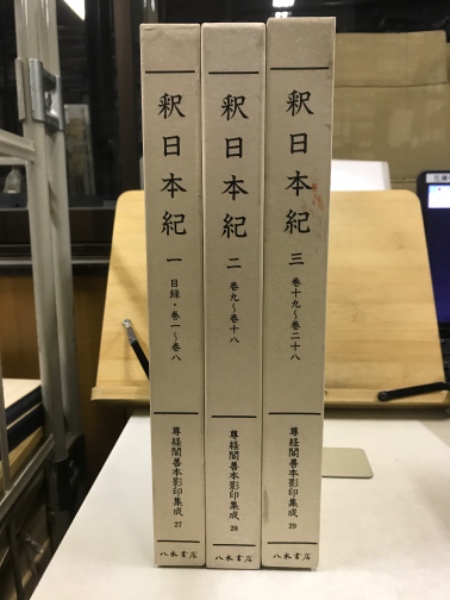 釈日本紀 一 目録・巻一〜巻八
尊経閣善本影印集成 27
八木書店
釈日本紀 二 巻九〜巻十八
尊経閣善本影印集成 28
八木書店
釈日本紀 三 巻十九〜巻二十八
尊経閣善本影印集成 29
八木書店